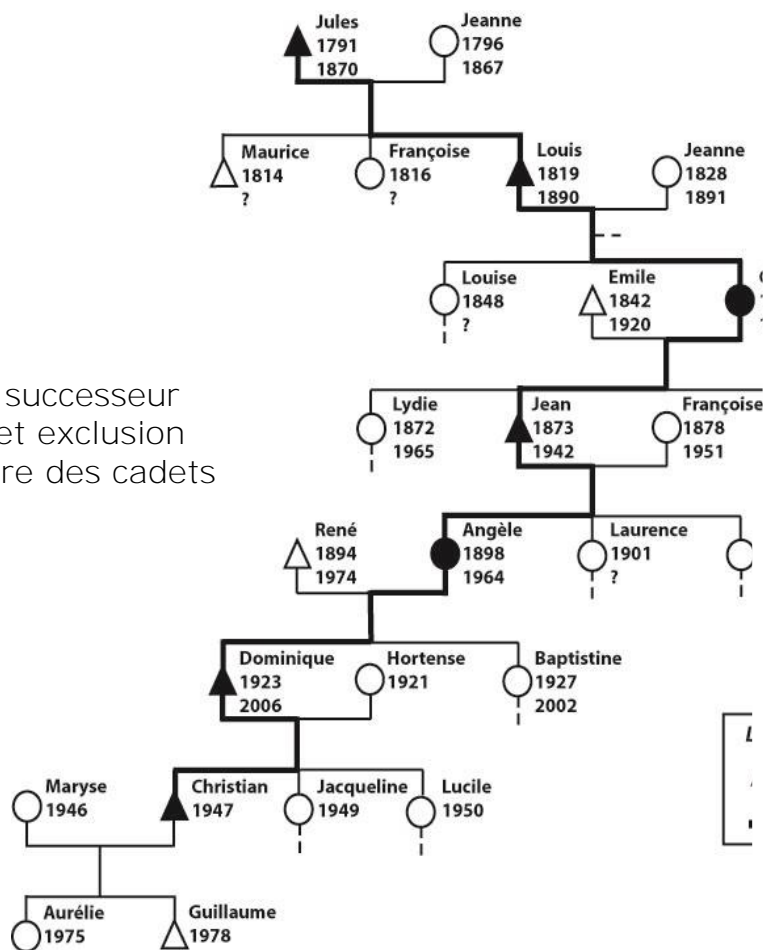 Jules
1791
1870
Jeanne
1796
1867
Maurice
1814
?
Françoise
1816
?
Louis
1819
1890
Jeanne
1828
1891
Louise
1848
?
Emile
1842
1920
successeur
et exclusion
re des cadets
Lydie
1872
1965
Jean
1873
1942
Françoise
1878
1951
René
1894
1974
Angèle
1898
1964
Laurence
1901
?
Dominique
1923
2006
Hortense
1921
Baptistine
1927
2002
Maryse
1946
Christian
1947
Jacqueline
1949
Lucile
1950
Aurélie
1975
Guillaume
1978